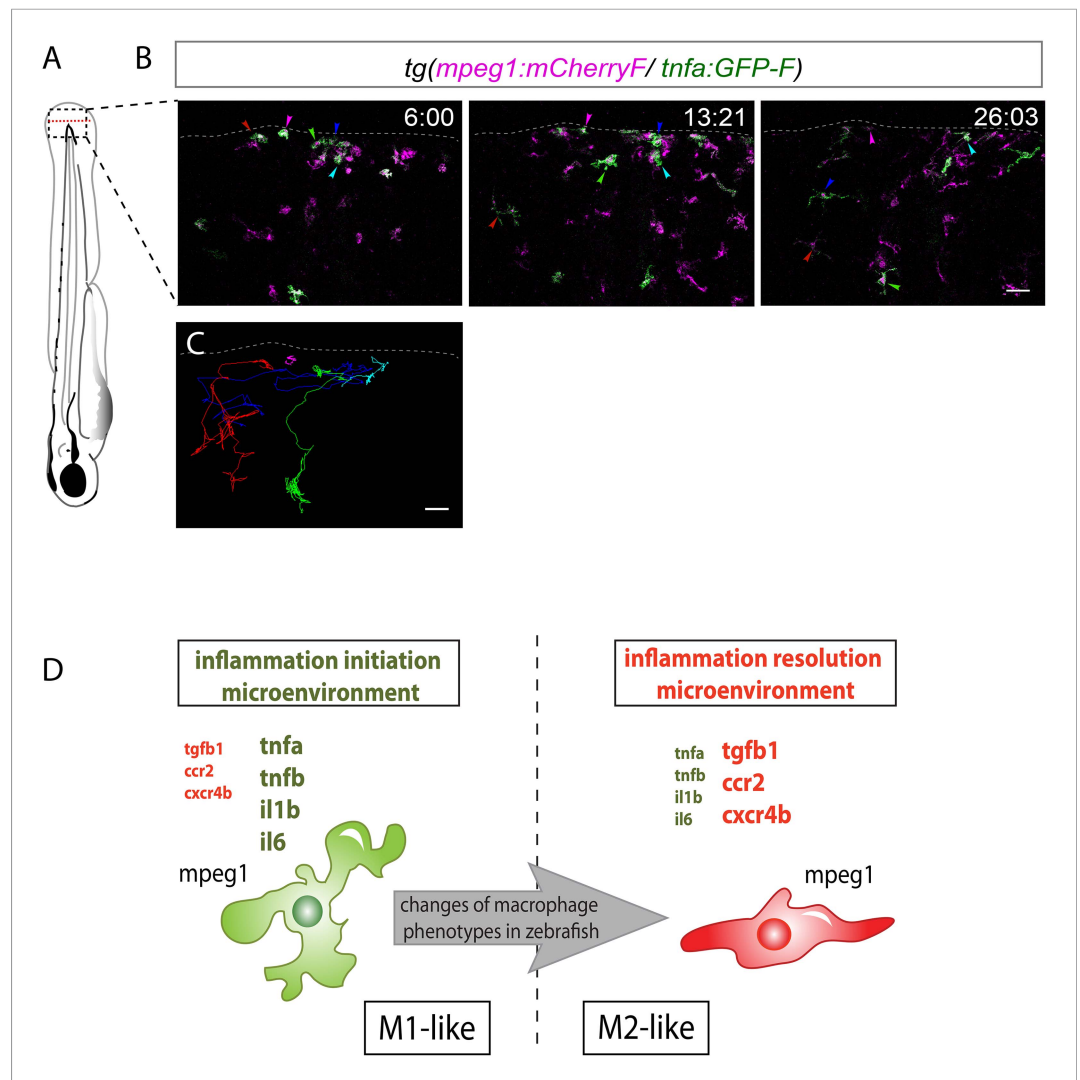 A
B
tg(mpeg1:mCherryF/ tnfa:GFP-F)
6:00
13:21
26:03
C
D
inflammation initiation
microenvironment
inflammation resolution
microenvironment
tgfb1
ccr2
cxcr4b
tnfa
tnfb
il1b
il6
tnfa
tnfb
il1b
il6
tgfb1
ccr2
cxcr4b
mpeg1
mpeg1
changes of macrophage
phenotypes in zebrafish
M1-like
M2-like